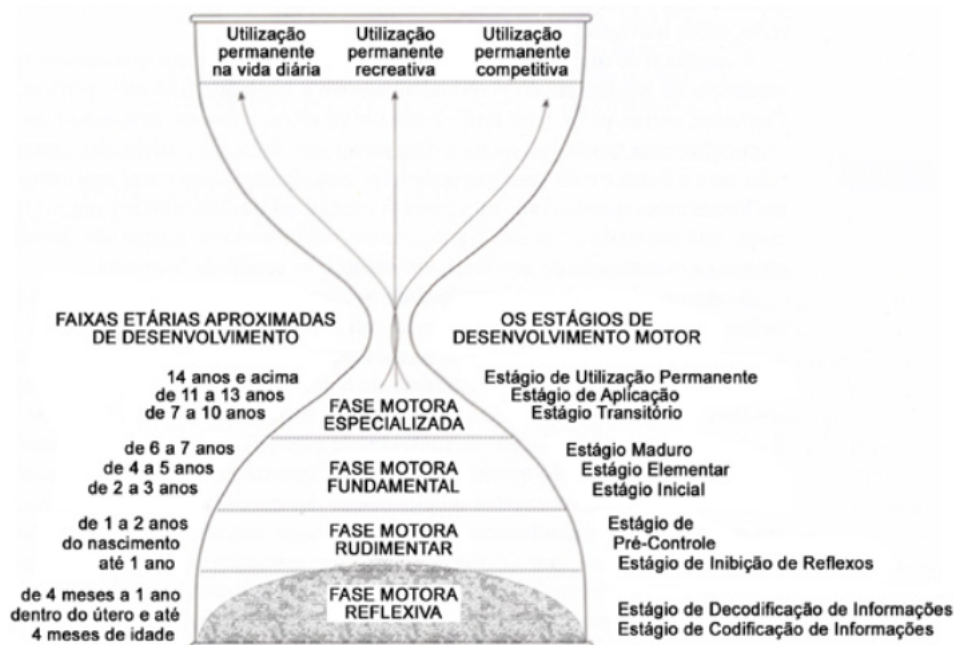 Utilização
permanente
na vida diária
Utilização
permanente
recreativa
Utilização
permanente
competitiva
FAIXAS ETÁRIAS APROXIMADAS
DE DESENVOLVIMENTO
OS ESTÁGIOS DE
DESENVOLVIMENTO MOTOR
14 anos e acima
de 11 a 13 anos
de 7 a 10 anos
FASE MOTORA
ESPECIALIZADA
Estágio de Utilização Permanente
Estágio de Aplicação
Estágio Transitório
de 6 a 7 anos
de 4 a 5 anos
de 2 a 3 anos
FASE MOTORA
FUNDAMENTAL
Estágio Maduro
Estágio Elementar
Estágio Inicial
de 1 a 2 anos
do nascimento
até 1 ano
FASE MOTORA
RUDIMENTAR
Estágio de
Pré-Controle
Estágio de Inibição de Reflexos
de 4 meses a 1 ano
dentro do útero e até
4 meses de idade
FASE MOTORA
REFLEXIVA
Estágio de Decodificação de Informações
Estágio de Codificação de Informações